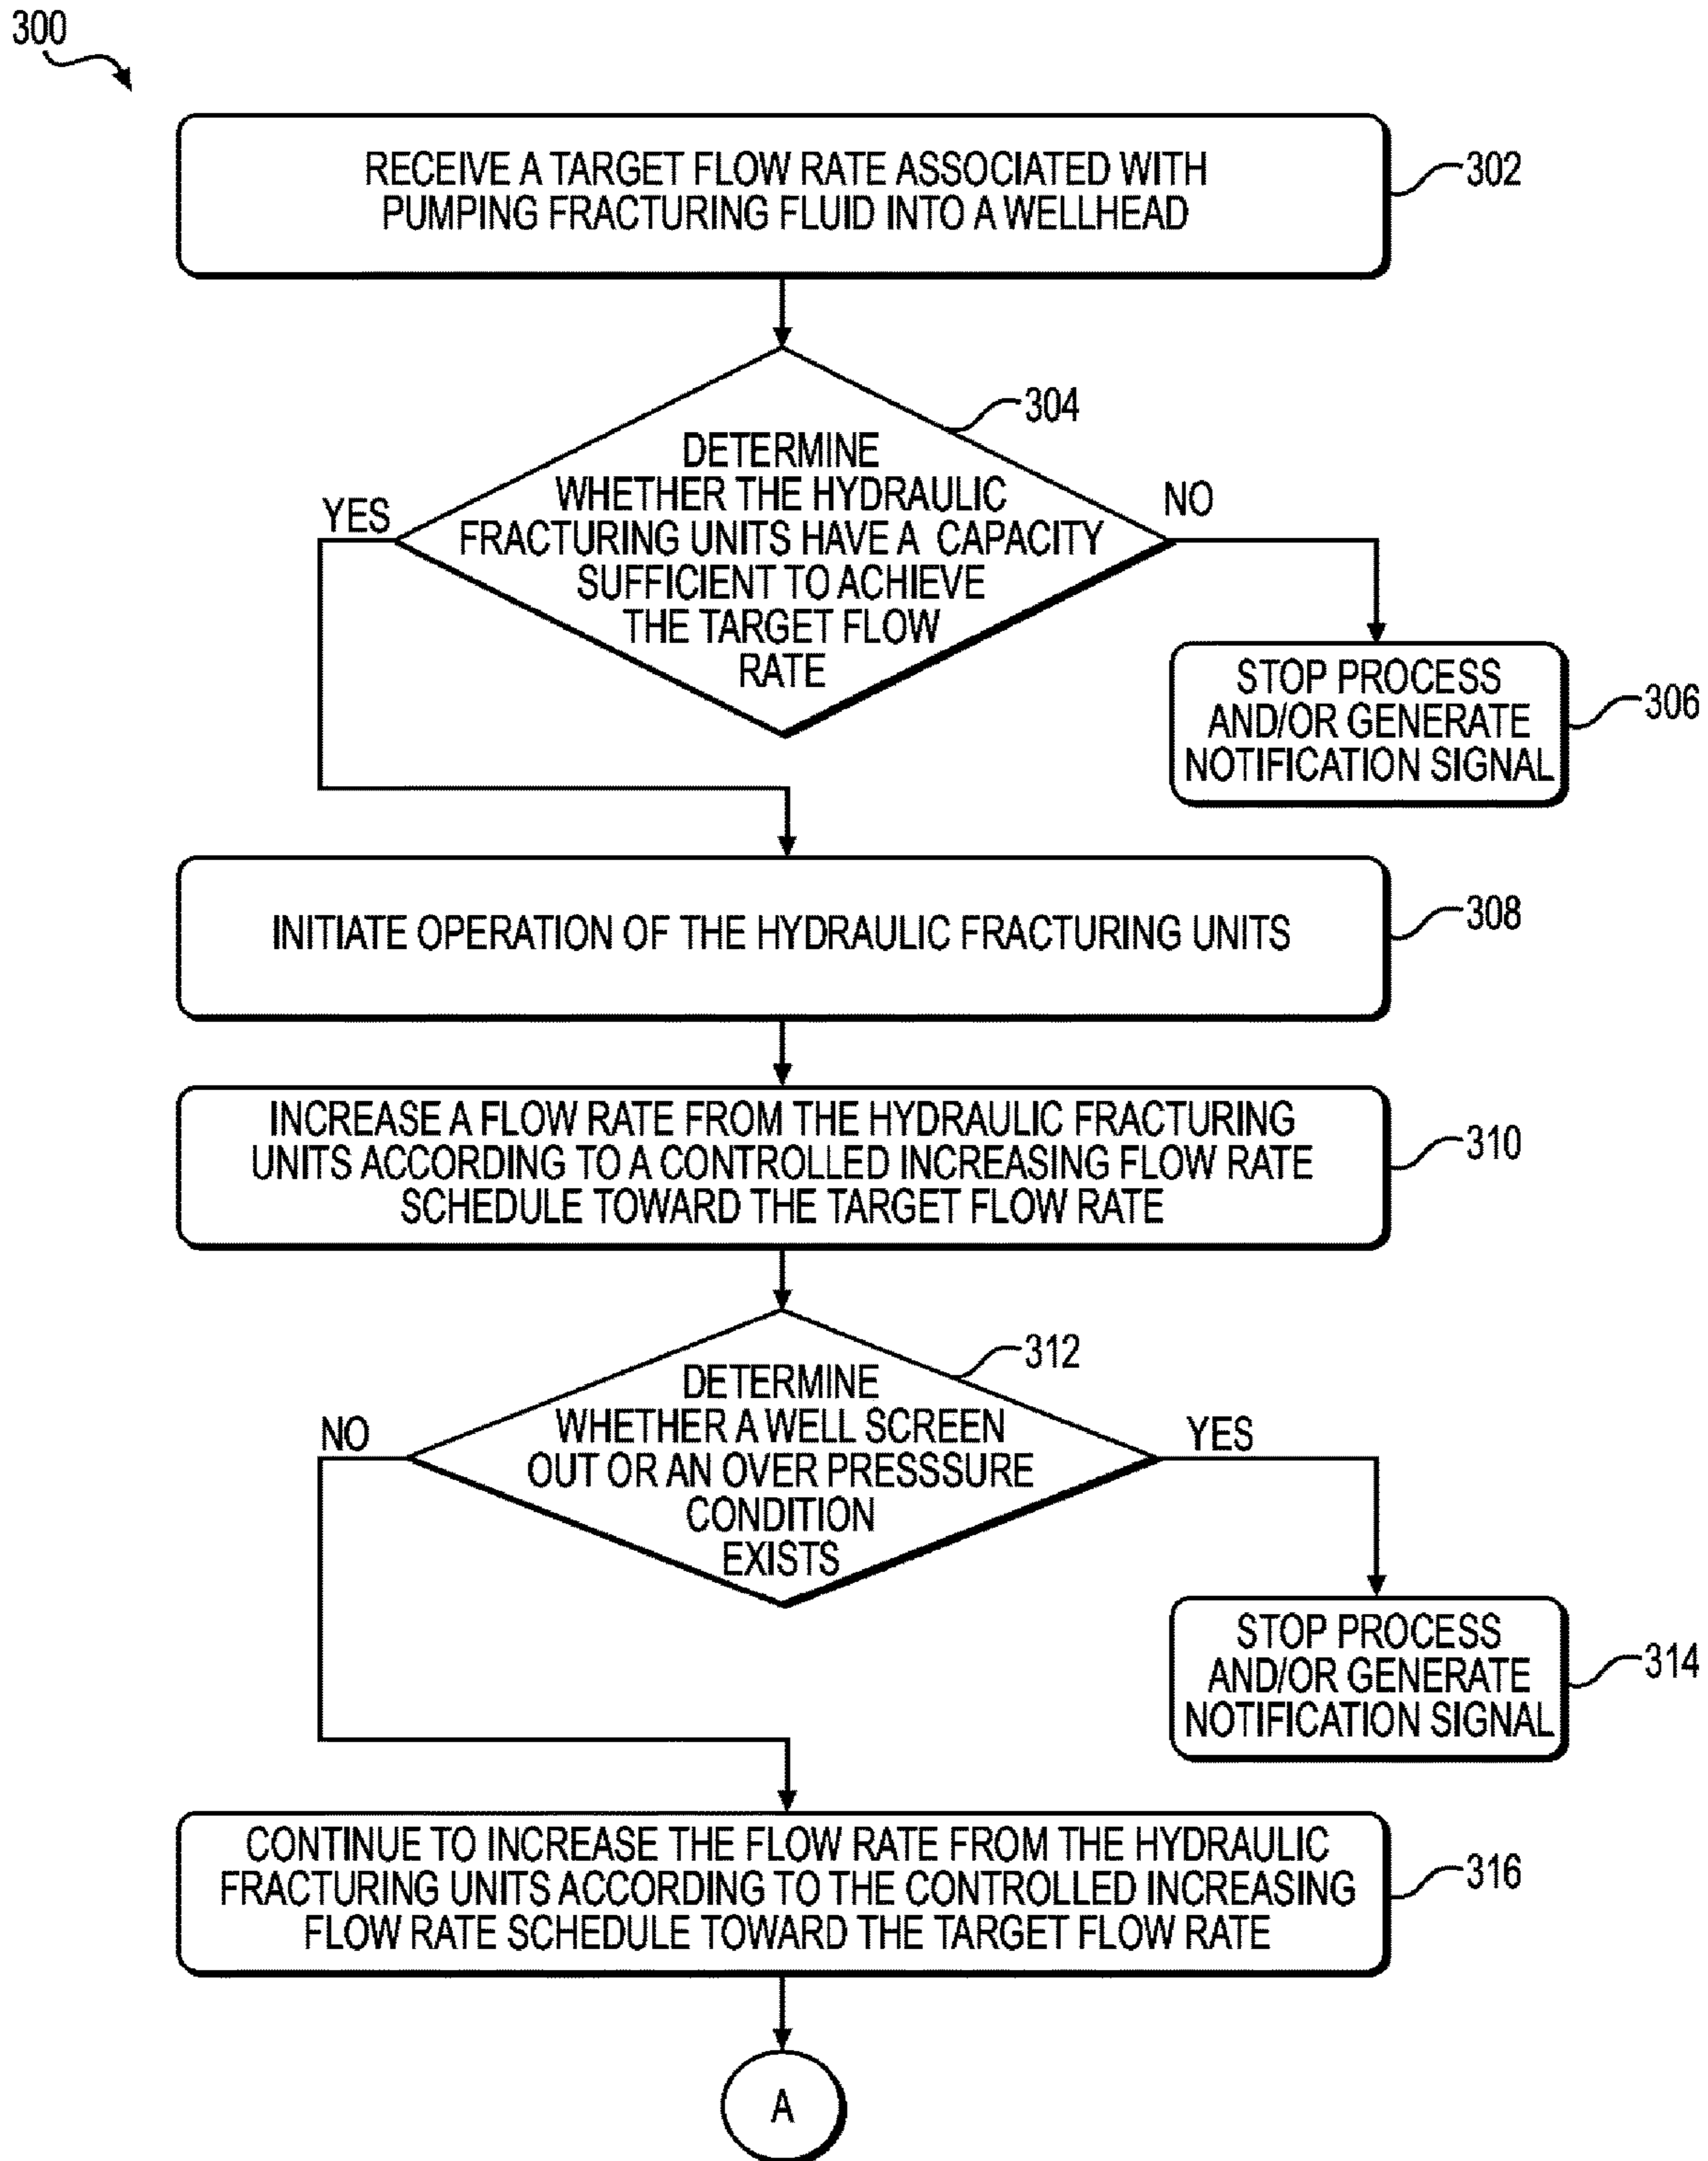 300
RECEIVE A TARGET FLOW RATE ASSOCIATED WITH
PUMPING FRACTURING FLUID INTO A WELLHEAD
302
304
DETERMINE
WHETHER THE HYDRAULIC
FRACTURING UNITS HAVE A CAPACITY
SUFFICIENT TO ACHIEVE
THE TARGET FLOW
RATE
YES
NO
STOP PROCESS
AND/OR GENERATE
NOTIFICATION SIGNAL
306
INITIATE OPERATION OF THE HYDRAULIC FRACTURING UNITS
308
INCREASE A FLOW RATE FROM THE HYDRAULIC FRACTURING
UNITS ACCORDING TO A CONTROLLED INCREASING FLOW RATE
SCHEDULE TOWARD THE TARGET FLOW RATE
310
312
DETERMINE
WHETHER A WELL SCREEN
OUT OR AN OVER PRESSSURE
CONDITION
EXISTS
NO
YES
STOP PROCESS
AND/OR GENERATE
NOTIFICATION SIGNAL
314
CONTINUE TO INCREASE THE FLOW RATE FROM THE HYDRAULIC
FRACTURING UNITS ACCORDING TO THE CONTROLLED INCREASING
FLOW RATE SCHEDULE TOWARD THE TARGET FLOW RATE
316
A